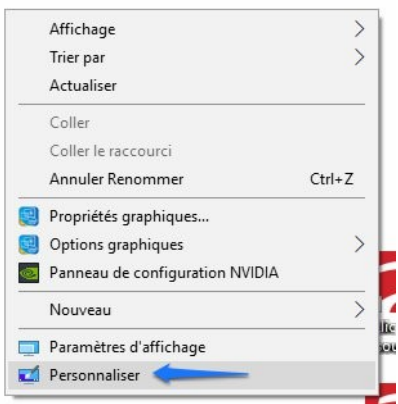 Affichage
Trier par
Actualiser
Coller
Coller le raccourci
Annuler Renommer Ctrl+Z
Propriétés graphiques...
Options graphiques
Panneau de configuration NVIDIA
Nouveau
Paramètres d'affichage
Personnaliser